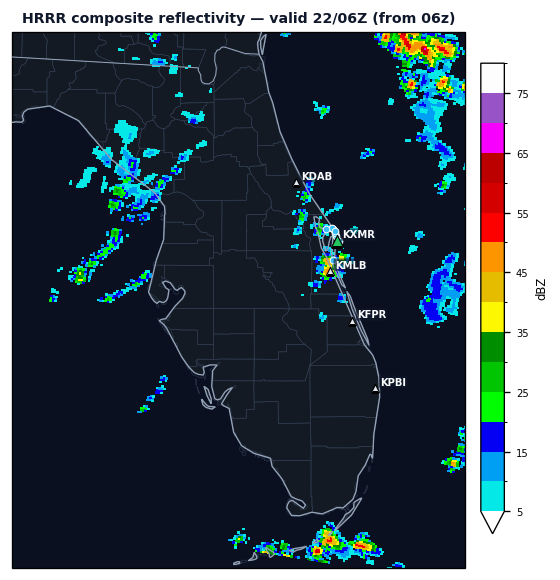 HRRR composite reflectivity — valid 22/06Z (from 06z)
KDAB
KXMR
KMLB
KFPR
KPBI
75
65
55
45
35
25
15
5
dBZ